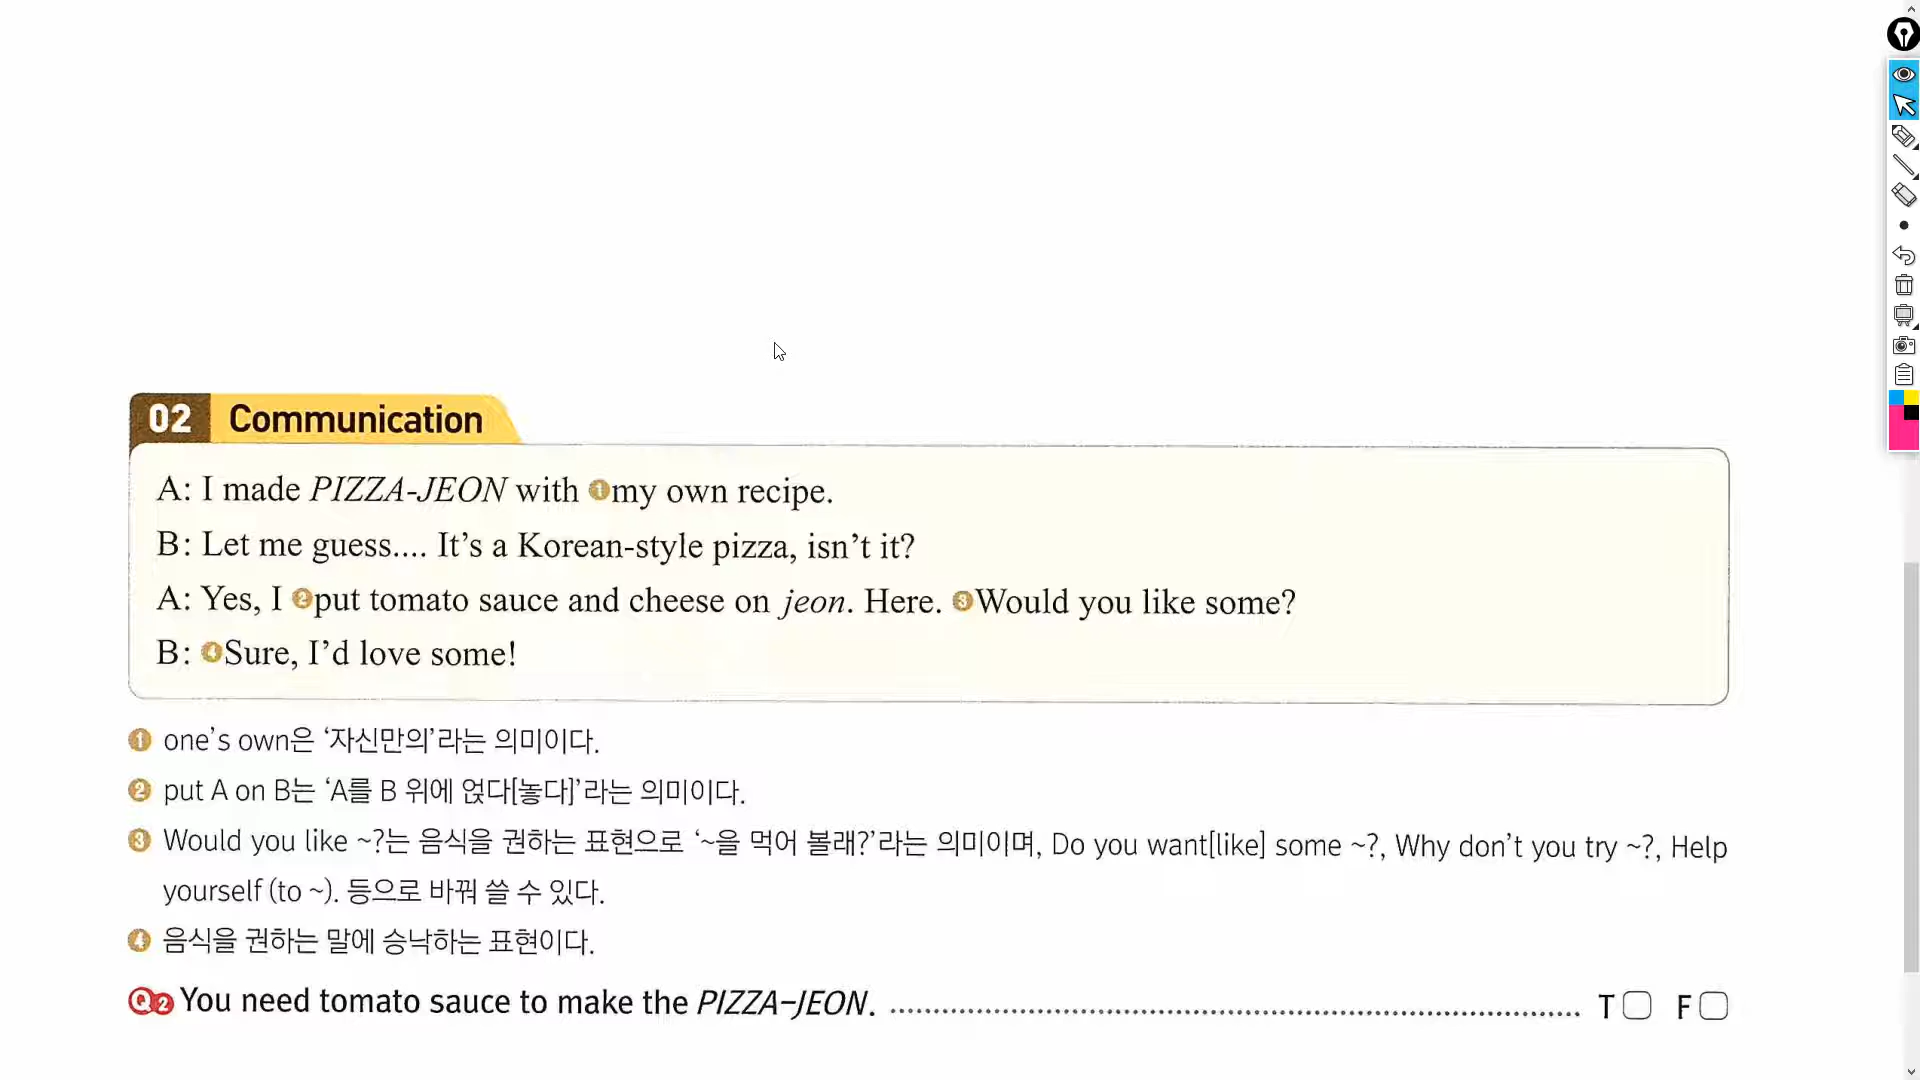 02 Communication
A: I made PIZZA-JEON with ❶my own recipe.
B: Let me guess.... It's a Korean-style pizza, isn't it?
A: Yes, I ❷put tomato sauce and cheese on jeon. Here. ❸Would you like some?
B: ❹Sure, I'd love some!
❶ one's own은 '자신만의'라는 의미이다.
❷ put A on B는 'A를 B 위에 얹다[놓다]'라는 의미이다.
❸ Would you like ~?는 음식을 권하는 표현으로 '~을 먹어 볼래?'라는 의미이며, Do you want[like] some ~?, Why don't you try ~?, Help
yourself (to ~). 등으로 바꿔 쓸 수 있다.
❹ 음식을 권하는 말에 승낙하는 표현이다.
Q2 You need tomato sauce to make the PIZZA-JEON. T F